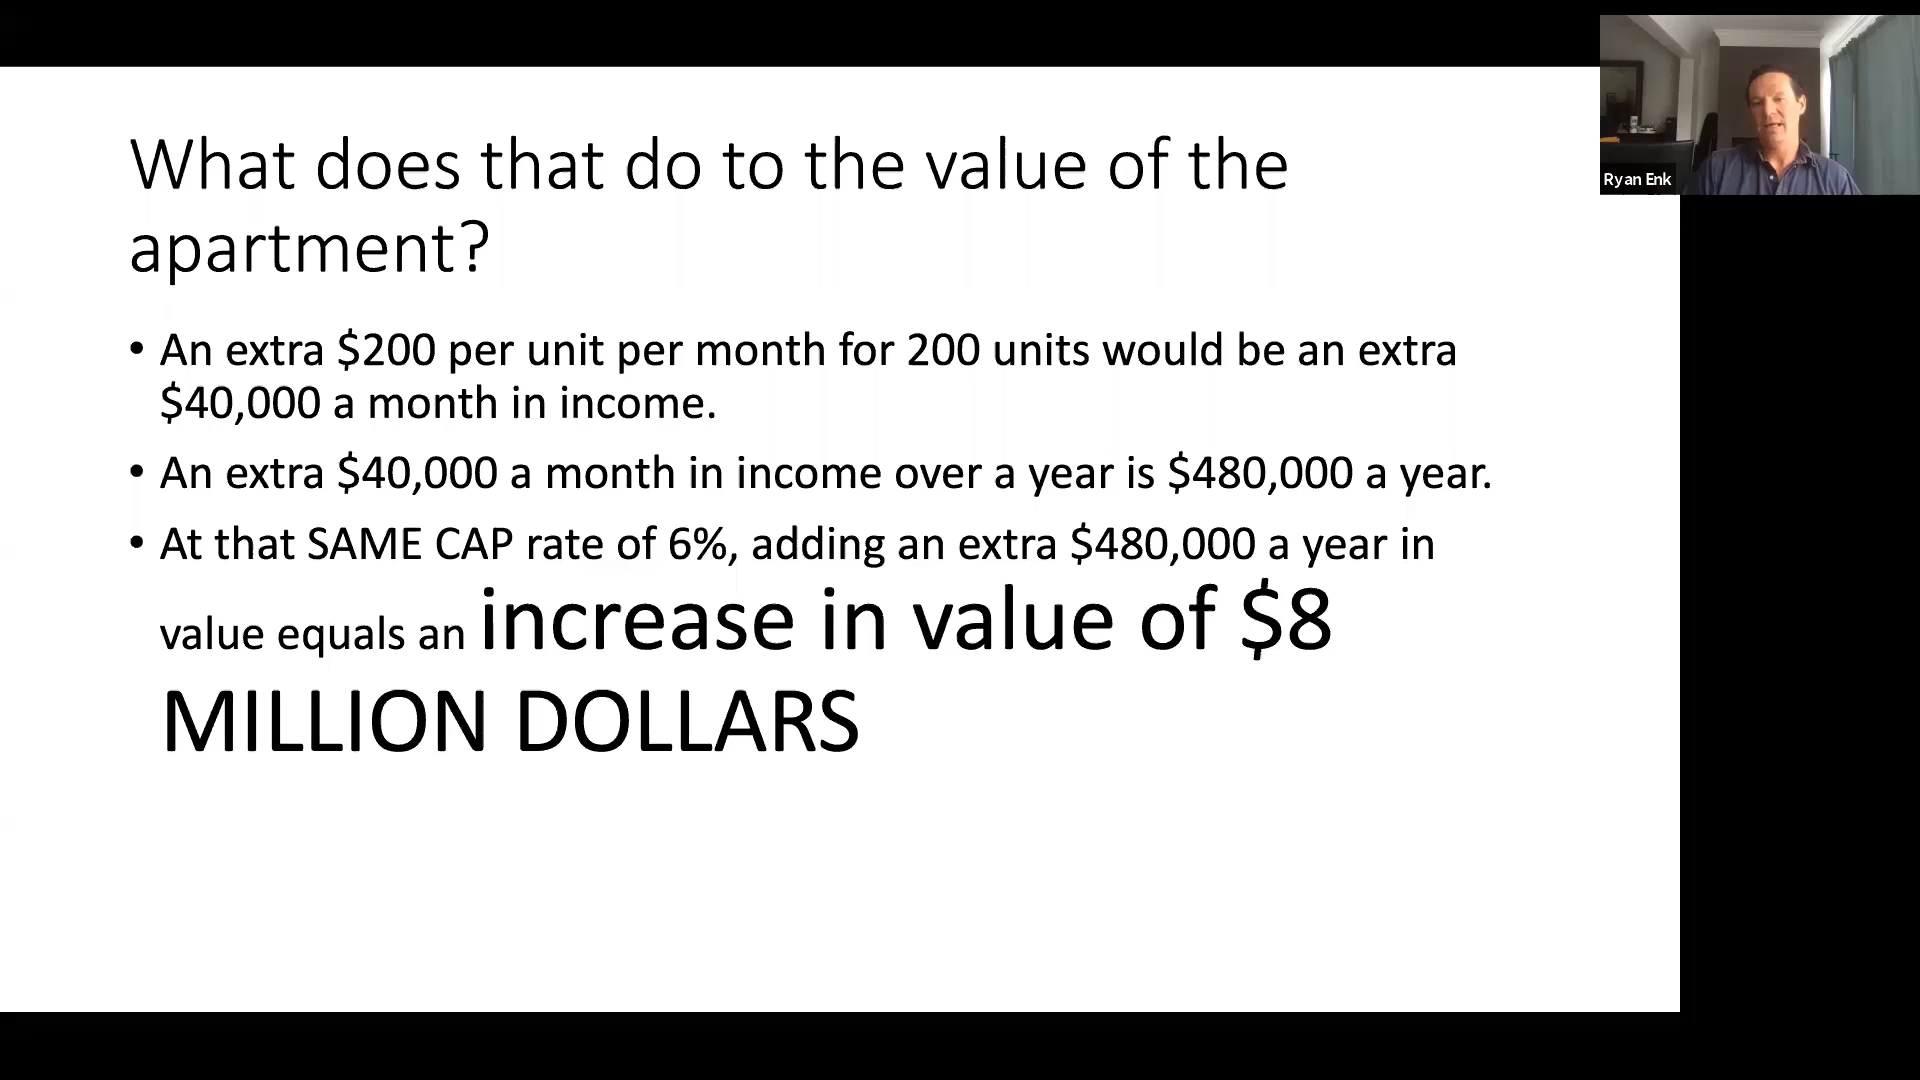 Ryan Enk
What does that do to the value of the
apartment?
• An extra $200 per unit per month for 200 units would be an extra
$40,000 a month in income.
• An extra $40,000 a month in income over a year is $480,000 a year.
• At that SAME CAP rate of 6%, adding an extra $480,000 a year in
value equals an increase in value of $8
MILLION DOLLARS